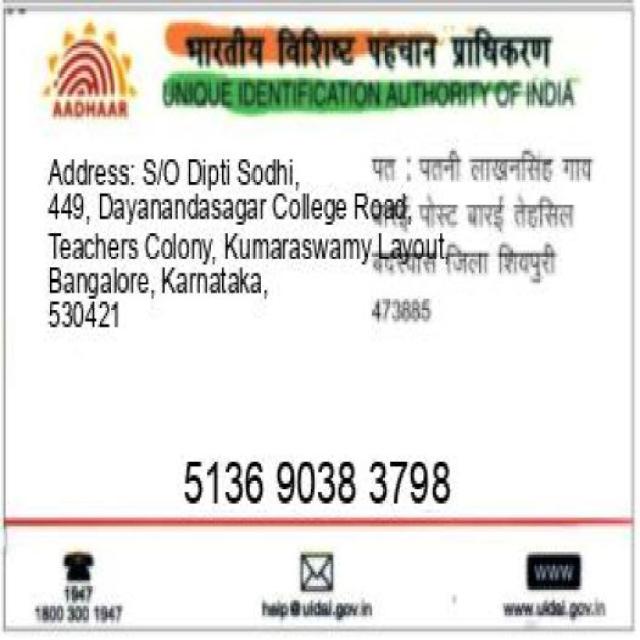 भारतीय विशिष्ट पहचान प्राधिकरण
AADHAAR
UNIQUE IDENTIFICATION AUTHORITY OF INDIA
Address: S/O Dipti Sodhi,
449, Dayanandasagar College Road,
Teachers Colony, Kumaraswamy Layout,
Bangalore, Karnataka,
530421
पत : पतनी लाखनसिंह गाय
पोस्ट बारई तेहसिल
जिला शिवपुरी
473885
5136 9038 3798
1947
1800 300 1947
help@uidai.gov.in
WWW
www.uidai.gov.in